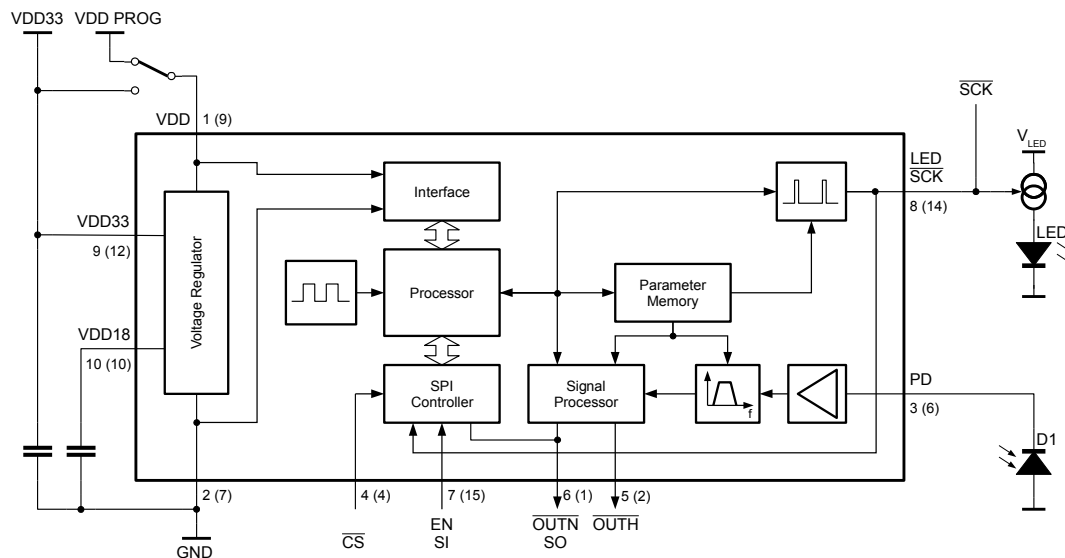 VDD33
VDD PROG
SCK
VDD
1 (9)
V LED
LED
SCK
8 (14)
Interface
VDD33
9 (12)
LED
Voltage Regulator
Processor
Parameter
Memory
VDD18
10 (10)
SPI
Controller
Signal
Processor
f
PD
3 (6)
D1
2 (7)
4 (4)
7 (15)
6 (1)
5 (2)
GND
CS
EN
SI
OUTN
SO
OUTH